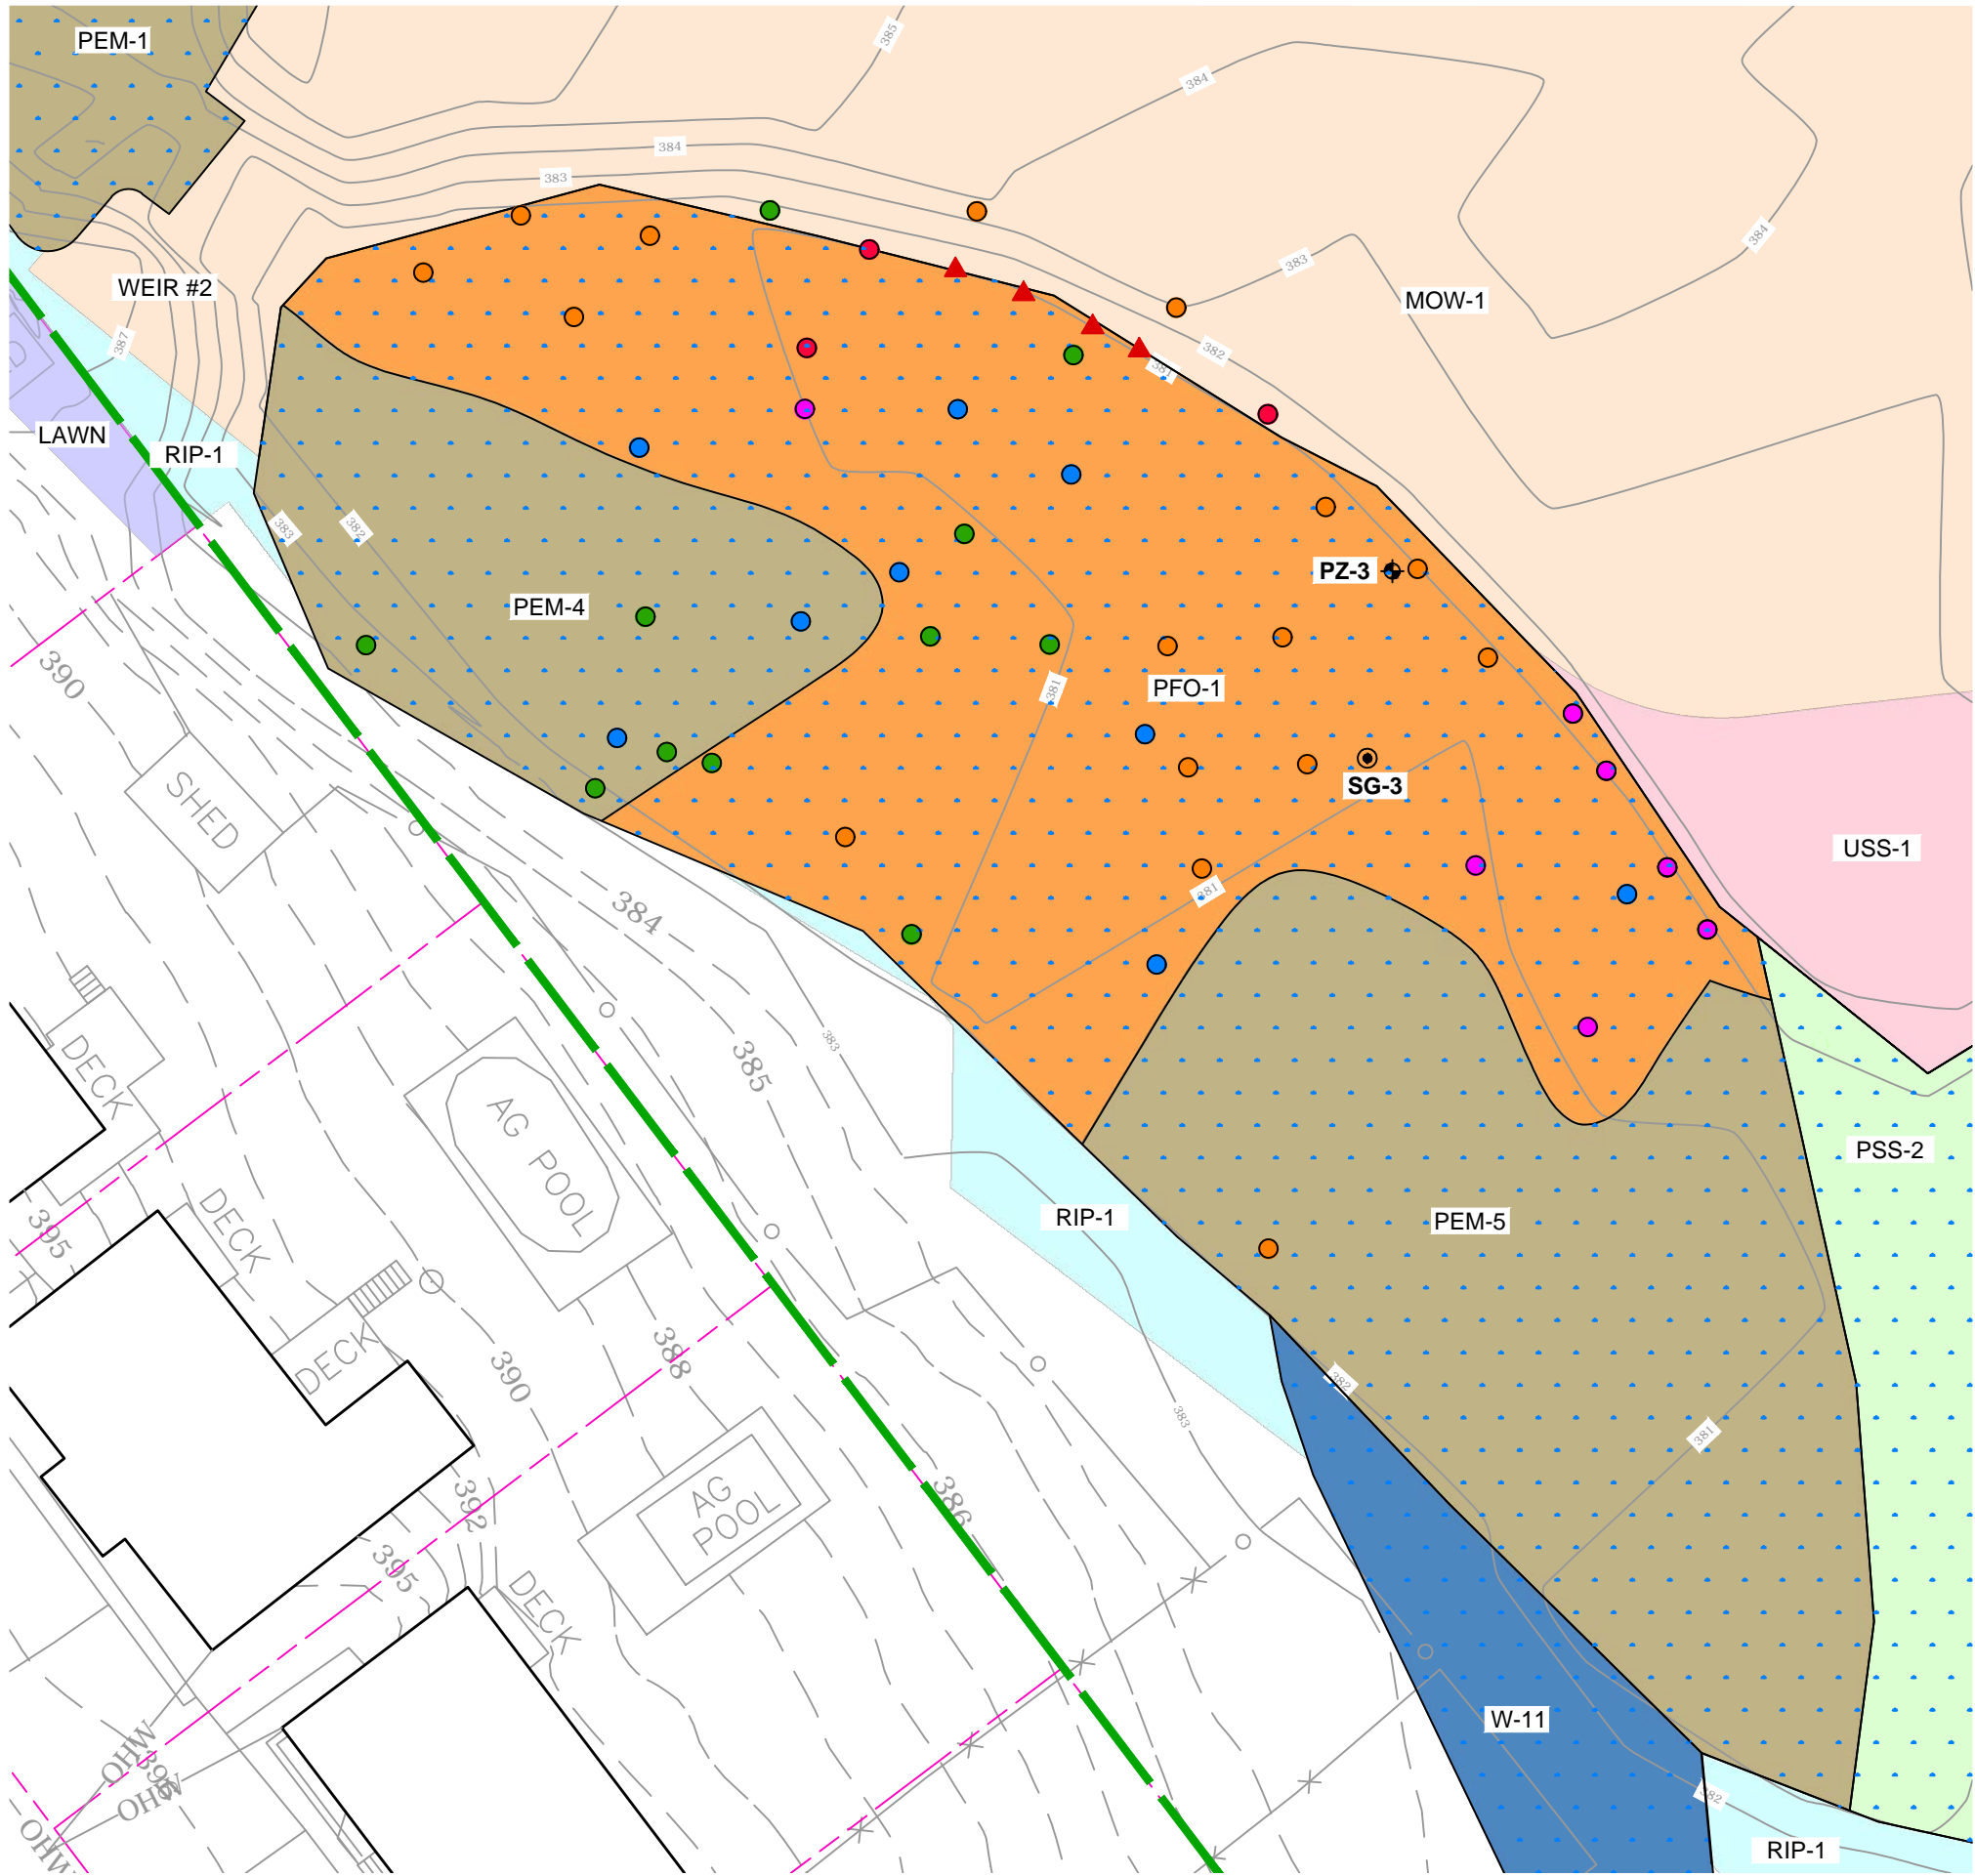 PEM-1
385
384
384
383
384
383
WEIR #2
MOW-1
387
382
381
LAWN
RIP-1
383
382
PZ-3
PEM-4
390
381
PFO-1
SG-3
SHED
USS-1
381
384
383
385
DECK
AG POOL
PSS-2
RIP-1
PEM-5
395
DECK
DECK
388
390
382
383
381
AG
POOL
386
392
395
DECK
W-11
OHW
396
OHW
382
OHW
RIP-1